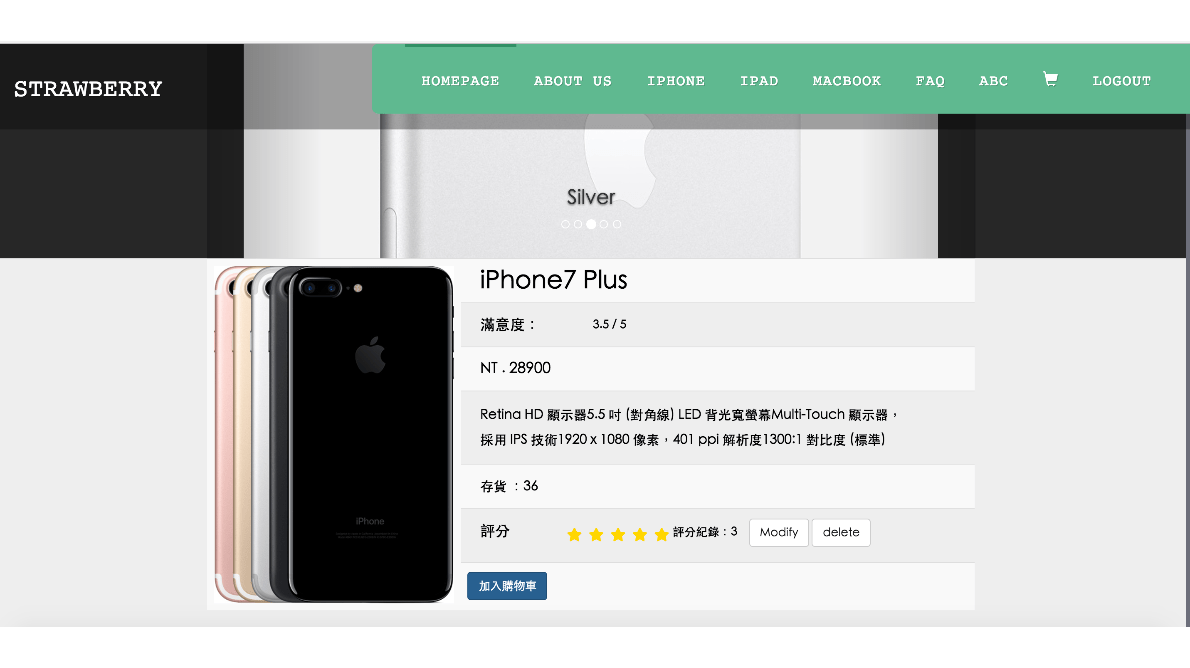 STRAWBERRY
HOMEPAGE ABOUT US IPHONE IPAD MACBOOK FAQ ABC LOGOUT
Silver
iPhone7 Plus
滿意度： 3.5 / 5
NT . 28900
Retina HD 顯示器5.5 吋 (對角線) LED 背光寬螢幕Multi-Touch 顯示器，
採用 IPS 技術1920 x 1080 像素，401 ppi 解析度1300:1 對比度 (標準)
存貨 ：36
評分 評分紀錄：3 Modify delete
加入購物車
iPhone